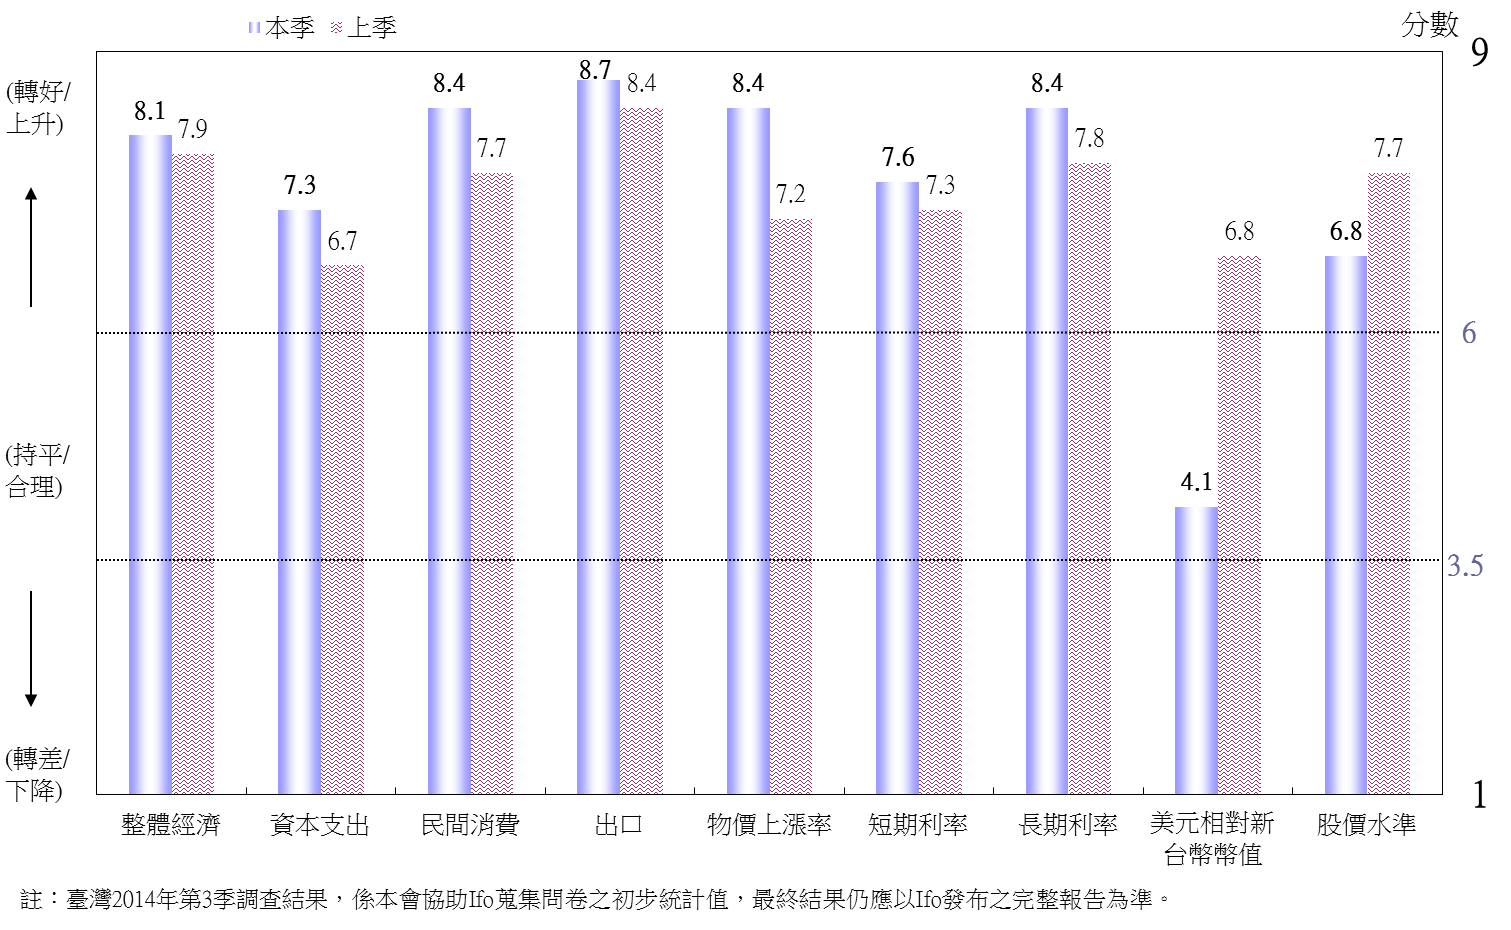 本季 上季
分數
9
(轉好/
上升)
8.1 7.9 7.3 6.7 8.4 7.7 8.7 8.4 8.4 7.2 7.6 7.3 8.4 7.8 4.1 6.8 6.8 7.7
6
(持平/
合理)
3.5
(轉差/
下降)
1
整體經濟 資本支出 民間消費 出口 物價上漲率 短期利率 長期利率 美元相對新 股價水準
台幣幣值
註：臺灣2014年第3季調查結果，係本會協助Ifo蒐集問卷之初步統計值，最終結果仍應以Ifo發布之完整報告為準。